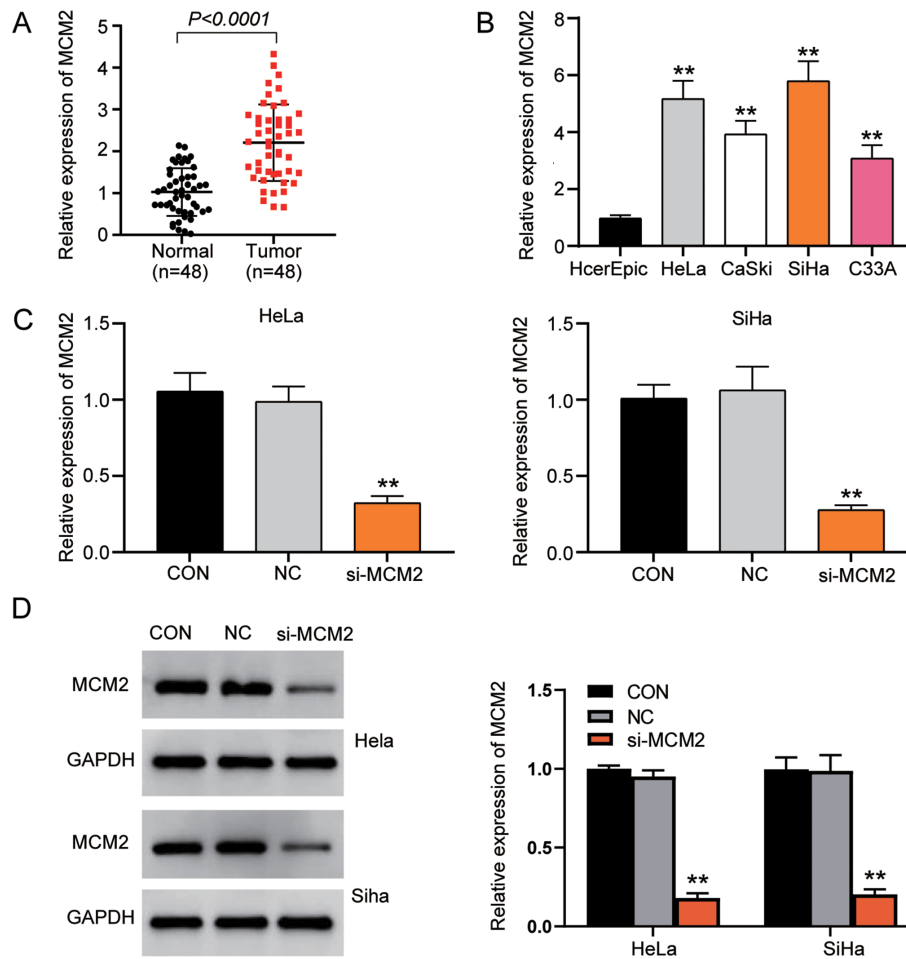 A
P<0.0001
Relative expression of MCM2
5
4
3
2
1
0
Normal
(n=48)
Tumor
(n=48)
B
Relative expression of MCM2
8
6
4
2
0
**
**
**
**
HcerEpic HeLa CaSki SiHa C33A
C
HeLa
Relative expression of MCM2
1.5
1.0
0.5
0.0
**
CON NC si-MCM2
SiHa
Relative expression of MCM2
1.5
1.0
0.5
0.0
**
CON NC si-MCM2
D
CON NC si-MCM2
MCM2
GAPDH
Hela
MCM2
GAPDH
Siha
Relative expression of MCM2
1.5
1.0
0.5
0.0
CON
NC
si-MCM2
**
**
HeLa SiHa